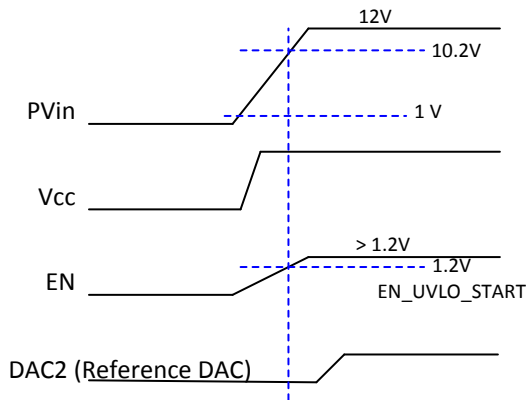 12V
10.2V
PVin
1 V
Vcc
> 1.2V
1.2V
EN
EN_UVLO_START
DAC2 (Reference DAC)